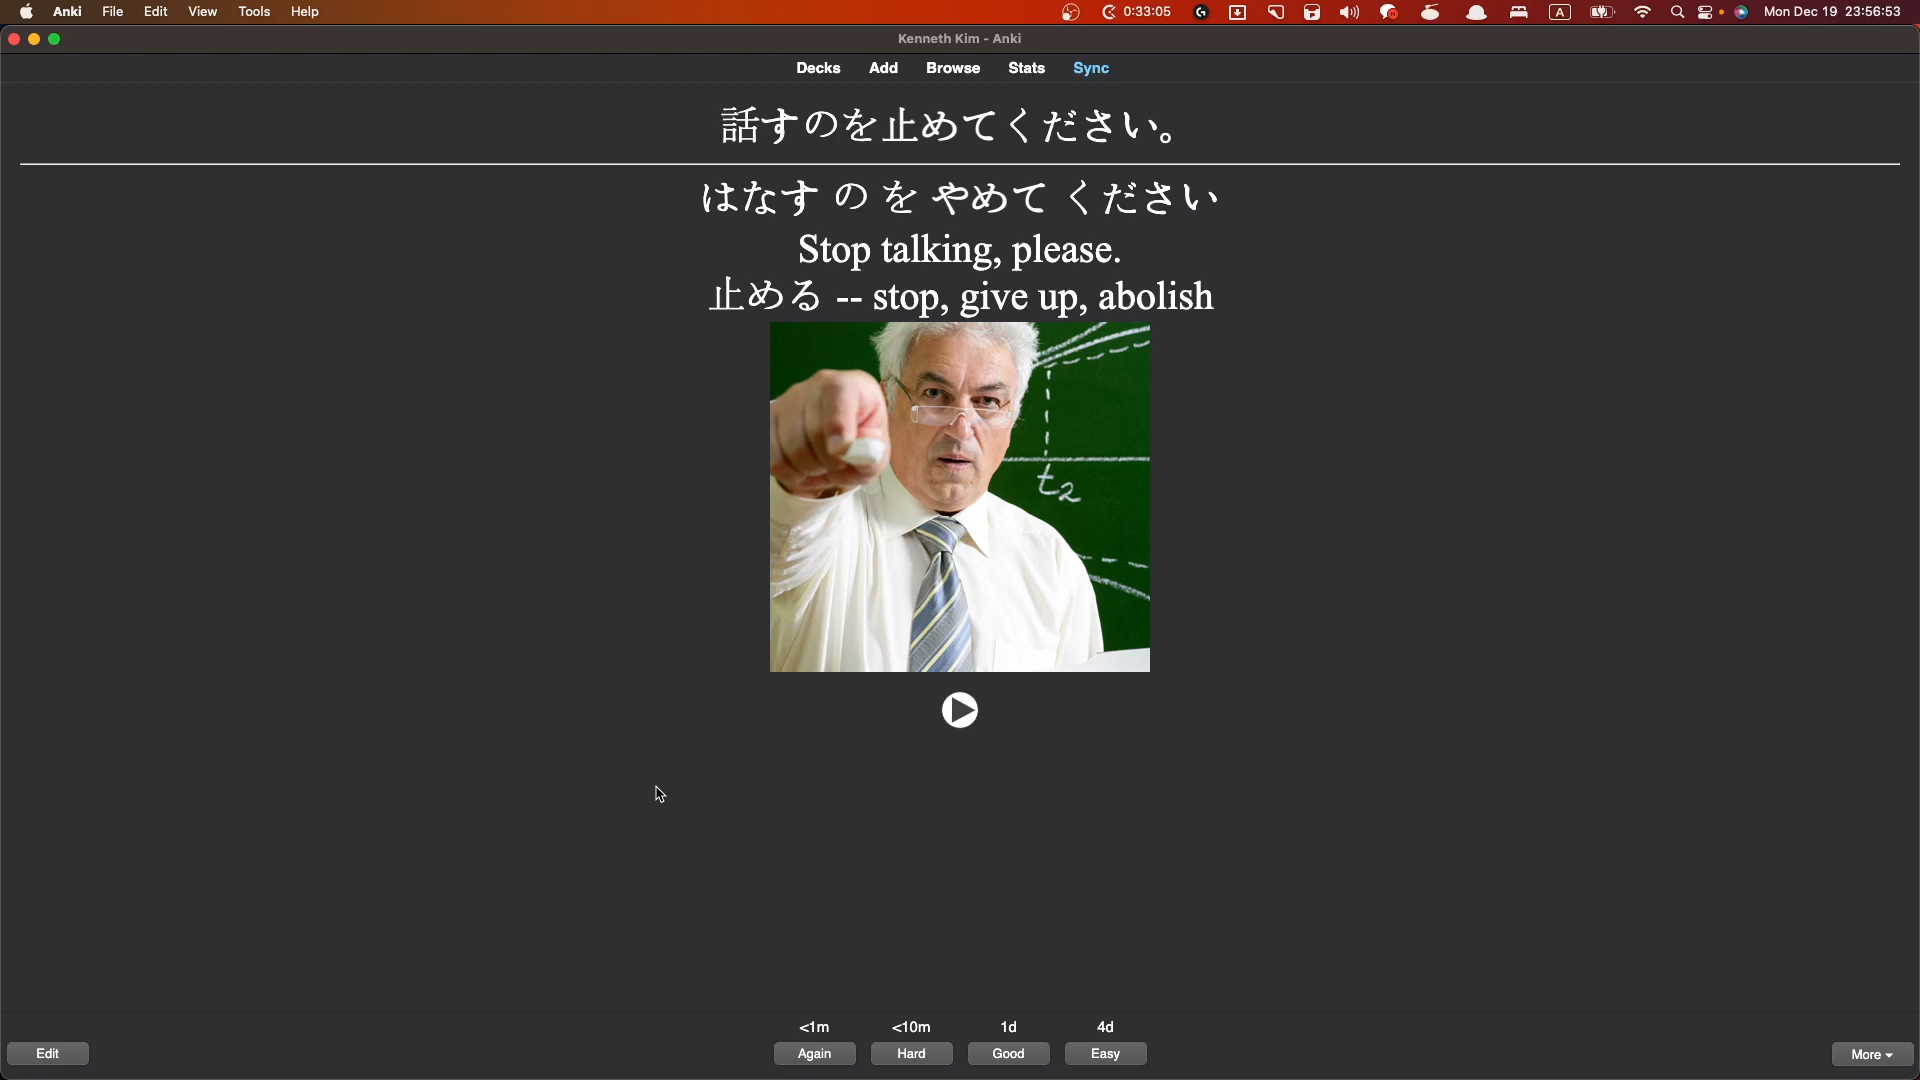 Anki File Edit View Tools Help 0:33:05 A Mon Dec 19 23:56:53
Kenneth Kim - Anki
Decks Add Browse Stats Sync
話すのを止めてください。
はなす の を やめて ください
Stop talking, please.
止める -- stop, give up, abolish
t2
<1m <10m 1d 4d
Edit Again Hard Good Easy More